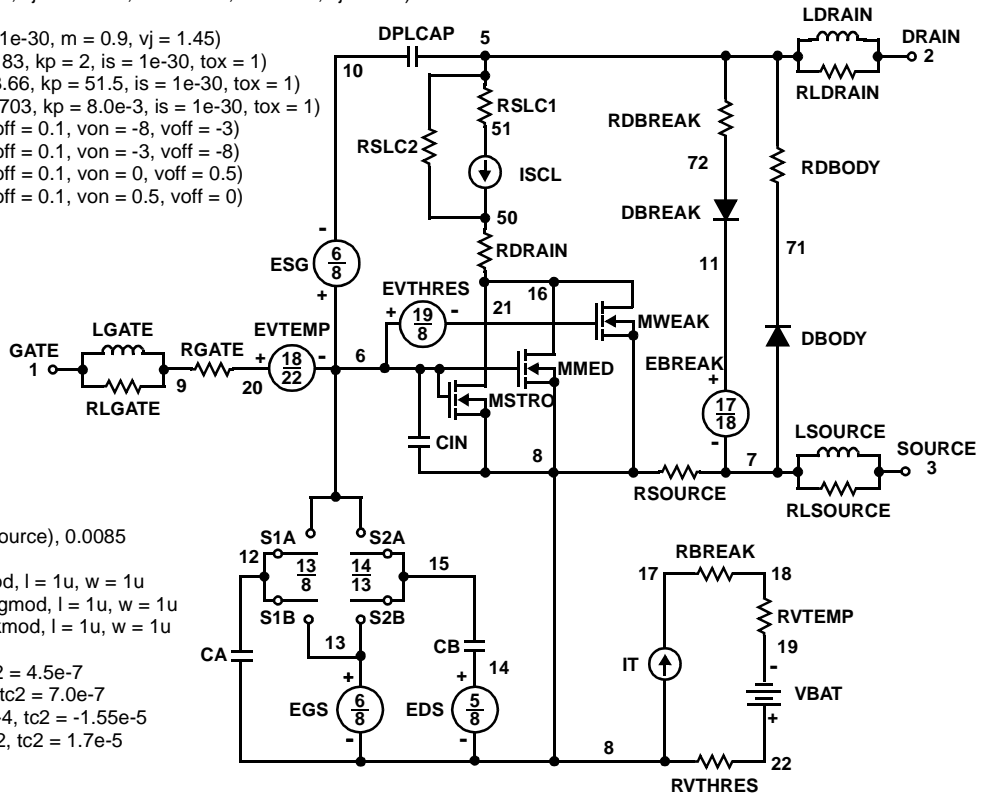 1e-30, m = 0.9, vj = 1.45)
83, kp = 2, is = 1e-30, tox = 1)
3.66, kp = 51.5, is = 1e-30, tox = 1)
703, kp = 8.0e-3, is = 1e-30, tox = 1)
off = 0.1, von = -8, voff = -3)
off = 0.1, von = -3, voff = -8)
off = 0.1, von = 0, voff = 0.5)
off = 0.1, von = 0.5, voff = 0)
DPLCAP 5
10
LDRAIN
DRAIN
2
RLDRAIN
RSLC1
51
RSLC2
ISCL
50
RDRAIN
RDBREAK
72
RDBODY
DBREAK
11
71
-
ESG 6/8
+
EVTHRES
+ 19/8 -
21
16
MWEAK
LGATE
GATE
1
RLGATE
9
RGATE
EVTEMP
+ 18/22 -
20
6
MMED
MSTRO
EBREAK
+
17/18
-
DBODY
CIN
8
RSOURCE
7
LSOURCE
SOURCE
3
RLSOURCE
ource), 0.0085
od, l = 1u, w = 1u
gmod, l = 1u, w = 1u
kmod, l = 1u, w = 1u
2 = 4.5e-7
tc2 = 7.0e-7
-4, tc2 = -1.55e-5
2, tc2 = 1.7e-5
S1A
S2A
12
13/8
14/13
15
S1B
S2B
13
CA
CB
14
+
EGS 6/8
-
+
EDS 5/8
-
8
RBREAK
17
18
RVTEMP
19
IT
-
VBAT
+
22
RVTHRES